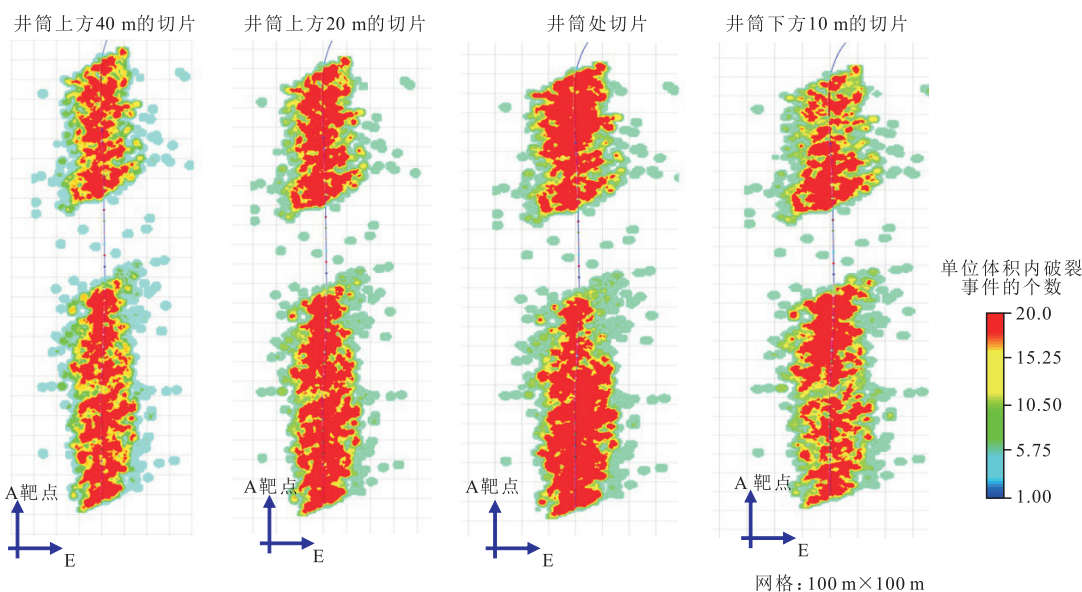 井筒上方40 m的切片
井筒上方20 m的切片
井筒处切片
井筒下方10 m的切片
单位体积内破裂
事件的个数
20.0
15.25
10.50
5.75
1.00
A靶点
E
A靶点
E
A靶点
E
A 靶点
E
网格：100 m×100 m